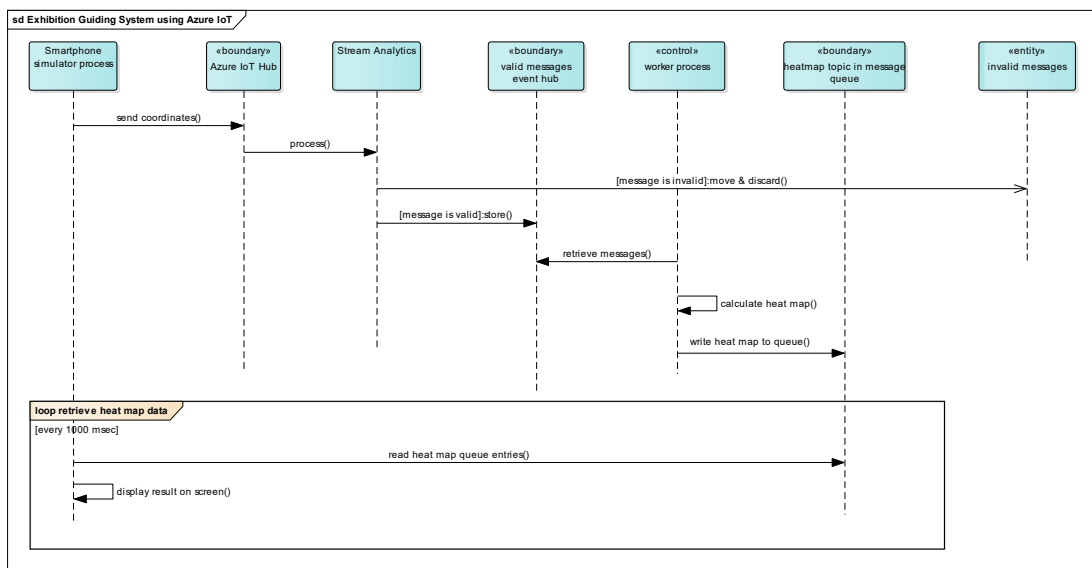 sd Exhibition Guiding System using Azure IoT
Smartphone
simulator process
«boundary»
Azure IoT Hub
Stream Analytics
«boundary»
valid messages
event hub
«control»
worker process
«boundary»
heatmap topic in message
queue
«entity»
invalid messages
send coordinates()
process()
[message is invalid]:move & discard()
[message is valid]:store()
retrieve messages()
calculate heat map()
write heat map to queue()
loop retrieve heat map data
[every 1000 msec]
read heat map queue entries()
display result on screen()